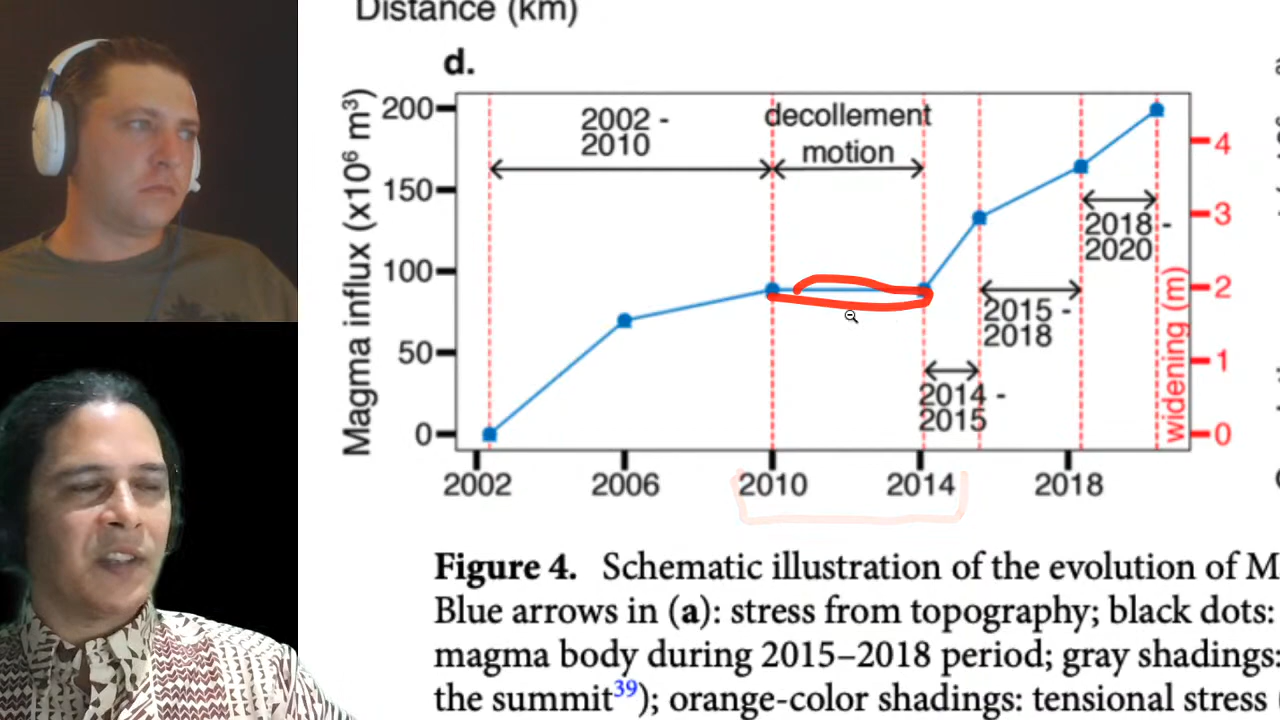 Distance (km)
d.
Magma influx (x10⁶ m³)
200
150
100
50
0
2002 -
2010
decollement
motion
2014 -
2015
2015 -
2018
2018 -
2020
4
3
2
1
0
widening (m)
2002 2006 2010 2014 2018
Figure 4. Schematic illustration of the evolution of M
Blue arrows in (a): stress from topography; black dots:
magma body during 2015–2018 period; gray shadings:
the summit³⁹); orange-color shadings: tensional stress (